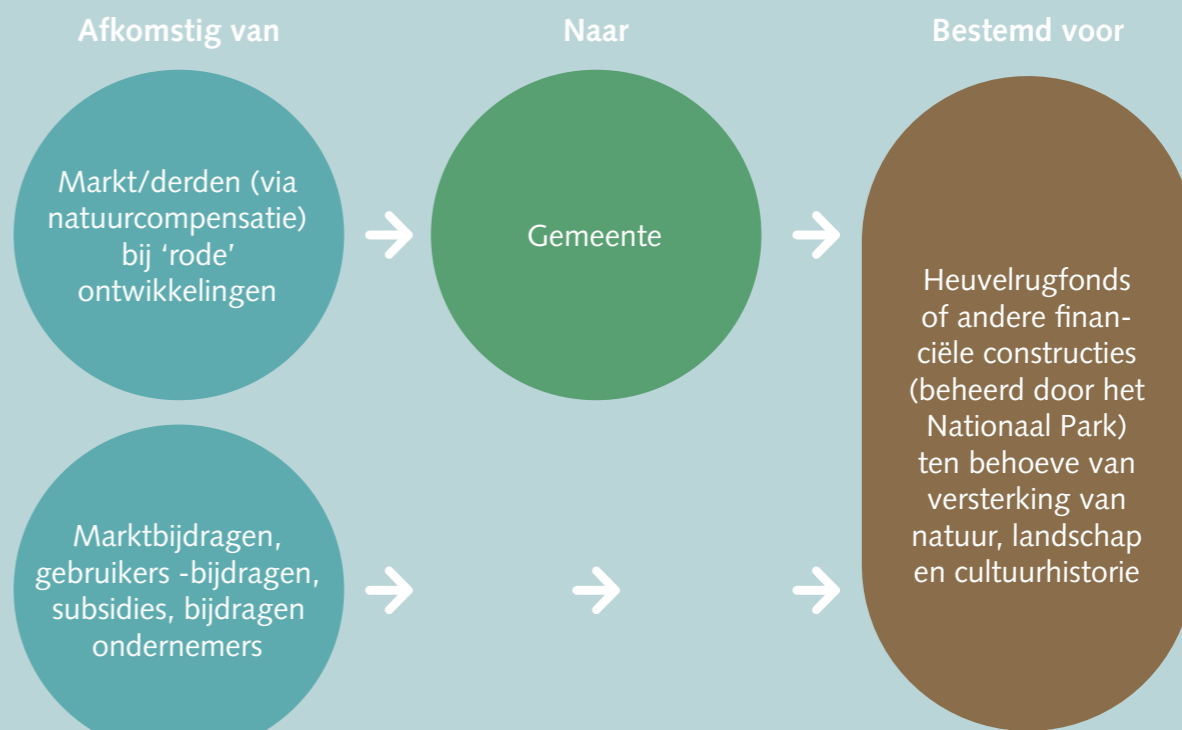 Afkomstig van
Naar
Bestemd voor
Markt/derden (via
natuurcompensatie)
bij ‘rode’
ontwikkelingen
Gemeente
Heuvelrugfonds
of andere finan-
ciële constructies
(beheerd door het
Nationaal Park)
ten behoeve van
versterking van
natuur, landschap
en cultuurhistorie
Marktbijdragen,
gebruikers -bijdragen,
subsidies, bijdragen
ondernemers